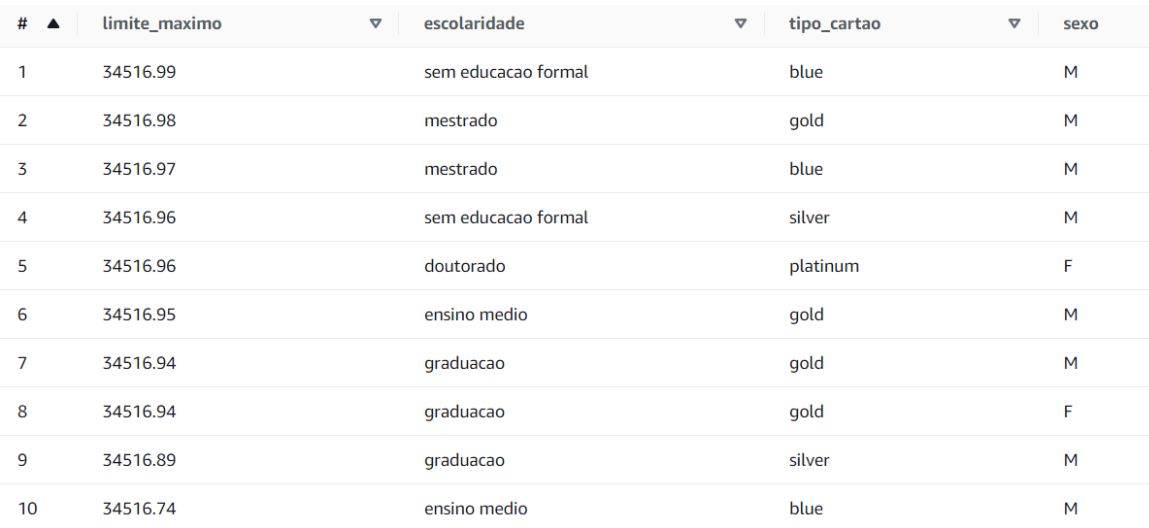 # limite_maximo escolaridade tipo_cartao sexo
1 34516.99 sem educacao formal blue M
2 34516.98 mestrado gold M
3 34516.97 mestrado blue M
4 34516.96 sem educacao formal silver M
5 34516.96 doutorado platinum F
6 34516.95 ensino medio gold M
7 34516.94 graduacao gold M
8 34516.94 graduacao gold F
9 34516.89 graduacao silver M
10 34516.74 ensino medio blue M